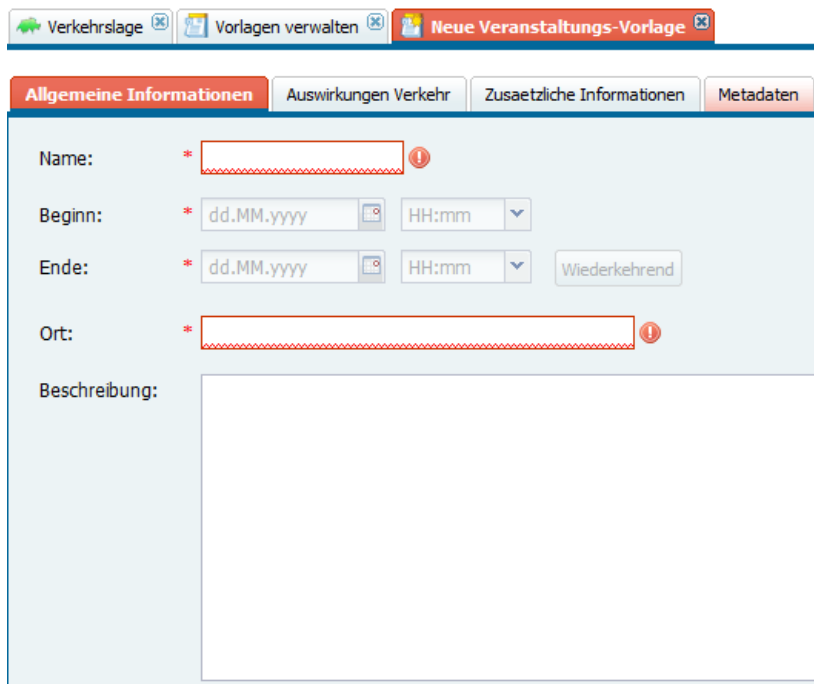 Verkehrslage Vorlagen verwalten Neue Veranstaltungs-Vorlage
Allgemeine Informationen Auswirkungen Verkehr Zusaetzliche Informationen Metadaten
Name: *
Beginn: * dd.MM.yyyy HH:mm
Ende: * dd.MM.yyyy HH:mm Wiederkehrend
Ort: *
Beschreibung: